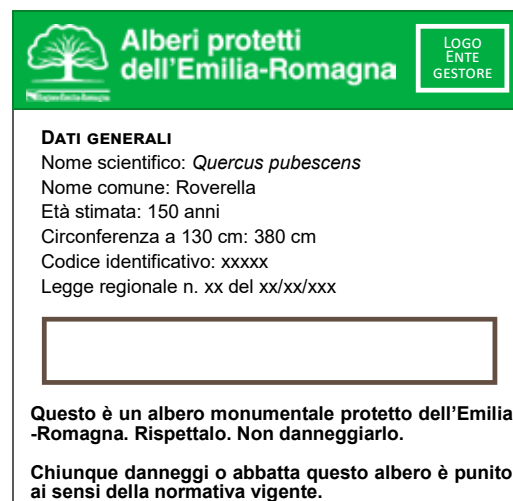 Alberi protetti
dell'Emilia-Romagna
LOGO
ENTE
GESTORE
Regione Emilia-Romagna
DATI GENERALI
Nome scientifico: Quercus pubescens
Nome comune: Roverella
Età stimata: 150 anni
Circonferenza a 130 cm: 380 cm
Codice identificativo: xxxxx
Legge regionale n. xx del xx/xx/xxx
Questo è un albero monumentale protetto dell'Emilia
-Romagna. Rispettalo. Non danneggiarlo.
Chiunque danneggi o abbatta questo albero è punito
ai sensi della normativa vigente.